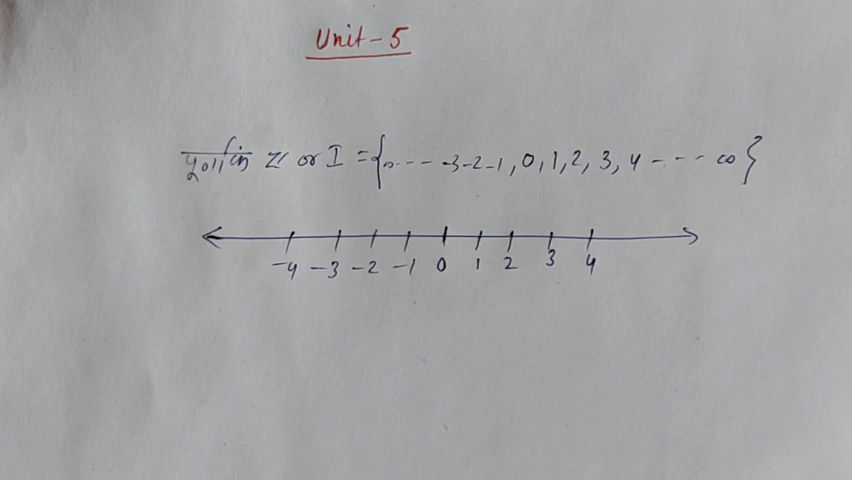 Unit-5
पूर्णांक Z or I = {∞---- -3-2-1, 0, 1, 2, 3, 4 --- ∞}
-4 -3 -2 -1 0 1 2 3 4